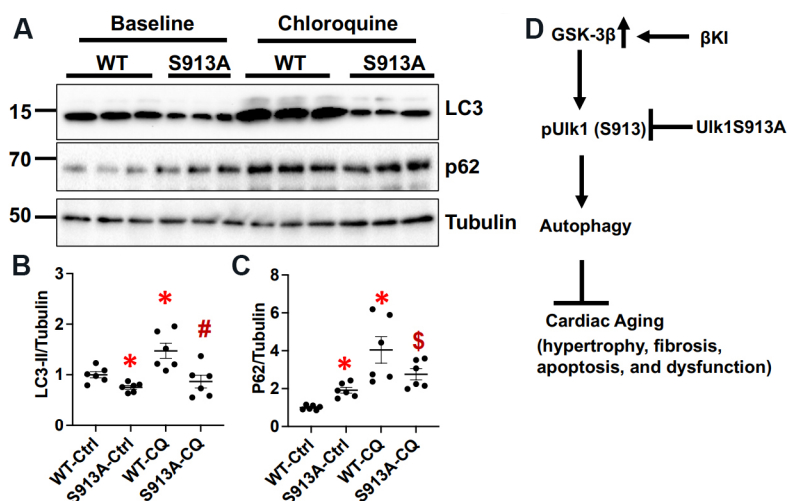 A
Baseline
Chloroquine
WT
S913A
WT
S913A
15
LC3
70
p62
50
Tubulin
B
LC3-II/Tubulin
3
2
1
0
*
*
#
WT-Ctrl
S913A-Ctrl
WT-CQ
S913A-CQ
C
P62/Tubulin
8
6
4
2
0
*
*
$
WT-Ctrl
S913A-Ctrl
WT-CQ
S913A-CQ
D
GSK-3β
βKI
pUlk1 (S913)
Ulk1S913A
Autophagy
Cardiac Aging
(hypertrophy, fibrosis,
apoptosis, and dysfunction)